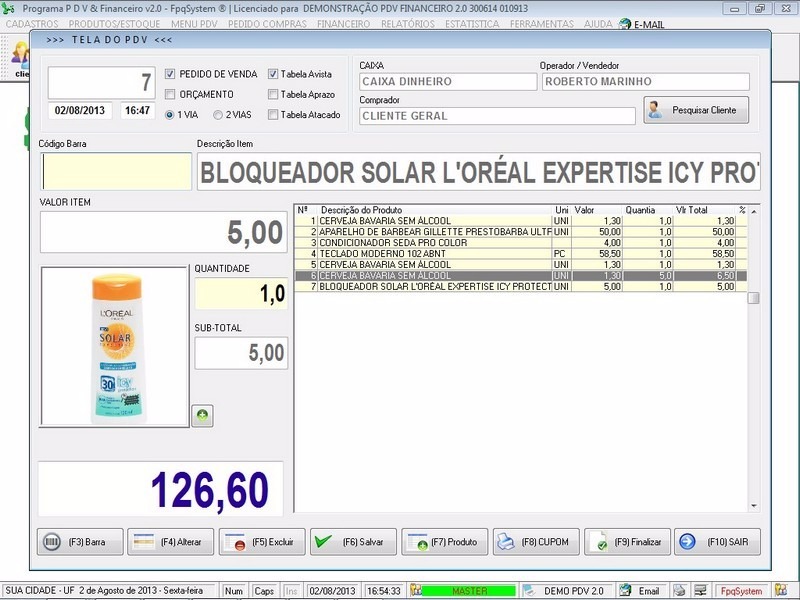 Programa P D V & Financeiro v2.0 - FpqSystem ® | Licenciado para DEMONSTRAÇÃO PDV FINANCEIRO 2.0 300614 010913
CADASTROS PRODUTOS/ESTOQUE MENU PDV PEDIDO COMPRAS FINANCEIRO RELATÓRIOS ESTATISTICA FERRAMENTAS AJUDA E-MAIL
>>> TELA DO PDV <<<
7
PEDIDO DE VENDA
Tabela Avista
ORÇAMENTO
Tabela Aprazo
02/08/2013
16:47
1 VIA
2 VIAS
Tabela Atacado
CAIXA
CAIXA DINHEIRO
Operador / Vendedor
ROBERTO MARINHO
Comprador
CLIENTE GERAL
Pesquisar Cliente
Código Barra
Descrição Item
BLOQUEADOR SOLAR L'ORÉAL EXPERTISE ICY PRO
VALOR ITEM
5,00
QUANTIDADE
1,0
SUB-TOTAL
5,00
L'ORÉAL
SOLAR
30
icy
126,60
Nº Descrição do Produto Uni Valor Quantia Vlr Total %
1 CERVEJA BAVARIA SEM ÁLCOOL UNI 1,30 1,0 1,30
2 APARELHO DE BARBEAR GILLETTE PRESTOBARBA ULTF UNI 50,00 1,0 50,00
3 CONDICIONADOR SEDA PRO COLOR 4,00 1,0 4,00
4 TECLADO MODERNO 102 ABNT PC 58,50 1,0 58,50
5 CERVEJA BAVARIA SEM ÁLCOOL UNI 1,30 1,0 1,30
6 CERVEJA BAVARIA SEM ÁLCOOL UNI 1,30 5,0 6,50
7 BLOQUEADOR SOLAR L'ORÉAL EXPERTISE ICY PROTECT UNI 5,00 1,0 5,00
(F3) Barra (F4) Alterar (F5) Excluir (F6) Salvar (F7) Produto (F8) CUPOM (F9) Finalizar (F10) SAIR
SUA CIDADE - UF 2 de Agosto de 2013 - Sexta-feira Num Caps Ins 02/08/2013 16:54:33 MASTER DEMO PDV 2.0 Email FpqSystem